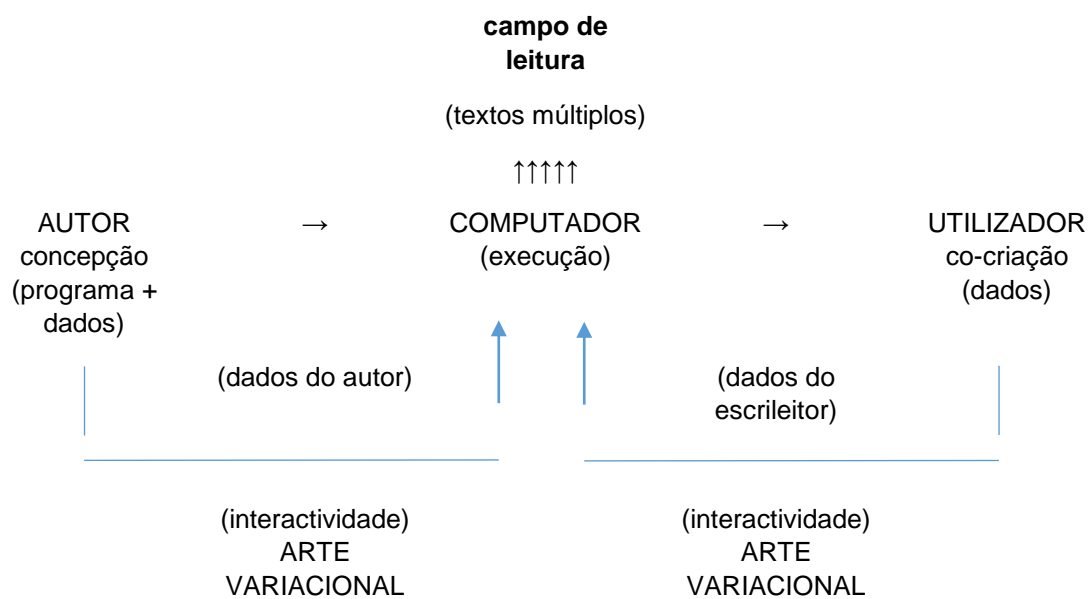 campo de
leitura
(textos múltiplos)
↑↑↑↑↑
AUTOR → COMPUTADOR → UTILIZADOR
concepção (execução) co-criação
(programa + (dados)
dados)
(dados do autor) (dados do
escrileitor)
(interactividade) (interactividade)
ARTE ARTE
VARIACIONAL VARIACIONAL